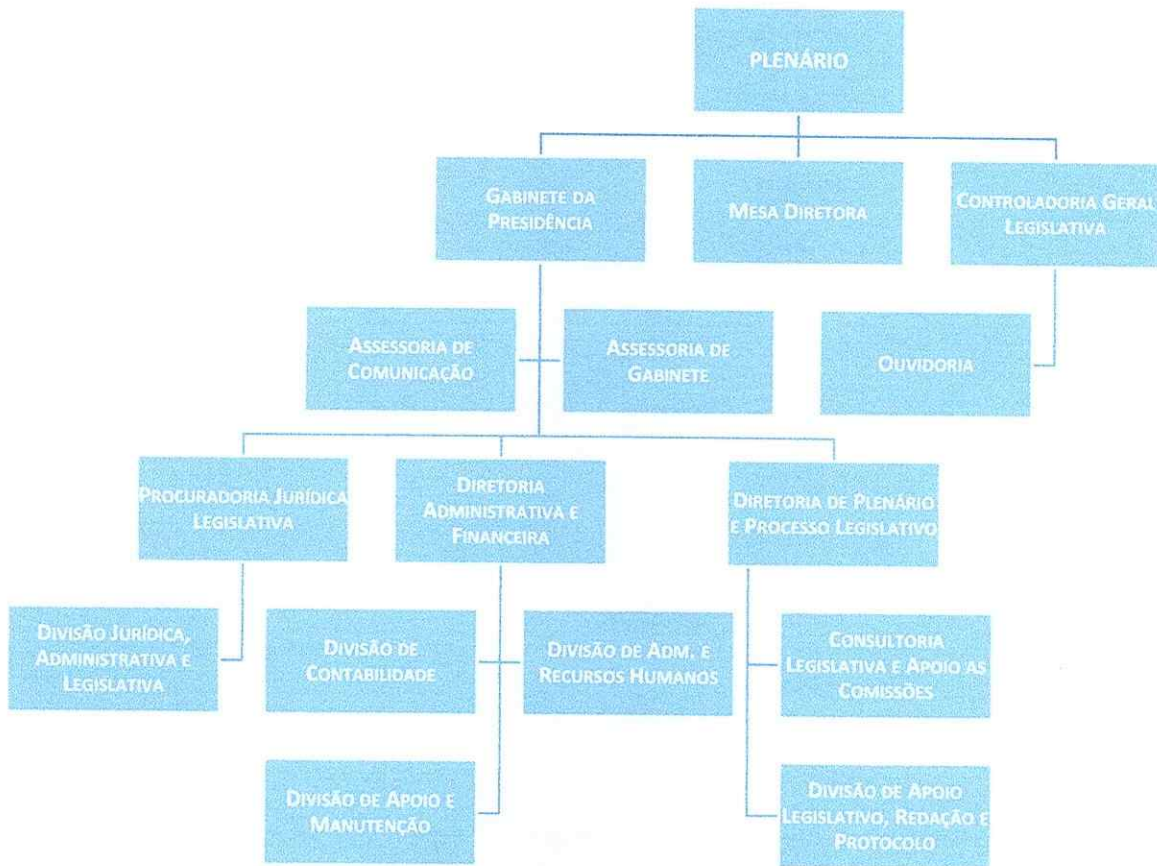 PLENÁRIO
GABINETE DA
PRESIDÊNCIA
MESA DIRETORA
CONTROLADORIA GERAL
LEGISLATIVA
ASSESSORIA DE
COMUNICAÇÃO
ASSESSORIA DE
GABINETE
OUVIDORIA
PROCURADORIA JURÍDICA
LEGISLATIVA
DIRETORIA
ADMINISTRATIVA E
FINANCEIRA
DIRETORIA DE PLENÁRIO
E PROCESSO LEGISLATIVO
DIVISÃO JURÍDICA,
ADMINISTRATIVA E
LEGISLATIVA
DIVISÃO DE
CONTABILIDADE
DIVISÃO DE ADM. E
RECURSOS HUMANOS
CONSULTORIA
LEGISLATIVA E APOIO AS
COMISSÕES
DIVISÃO DE APOIO E
MANUTENÇÃO
DIVISÃO DE APOIO
LEGISLATIVO, REDAÇÃO E
PROTOCOLO